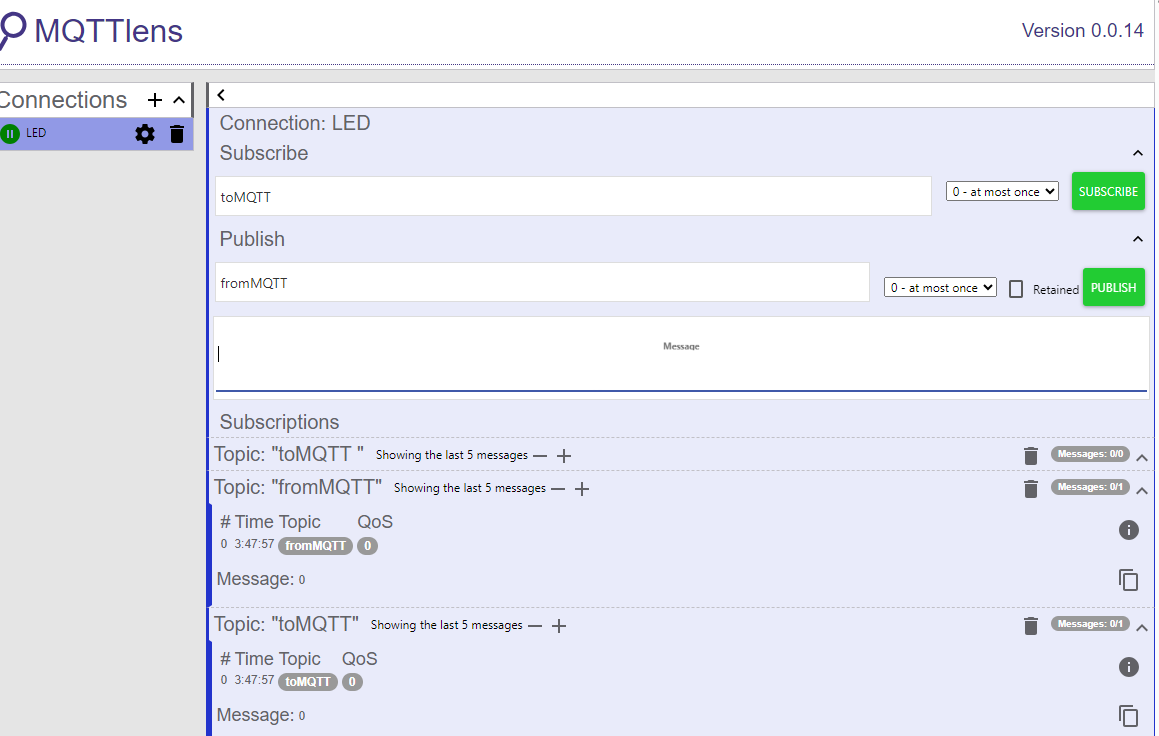 MQTTlens
Version 0.0.14
Connections
LED
Connection: LED
Subscribe
toMQTT
0 - at most once
SUBSCRIBE
Publish
fromMQTT
0 - at most once
Retained
PUBLISH
Message
Subscriptions
Topic: "toMQTT " Showing the last 5 messages
Messages: 0/0
Topic: "fromMQTT" Showing the last 5 messages
Messages: 0/1
# Time Topic QoS
0 3:47:57 fromMQTT 0
Message: 0
Topic: "toMQTT" Showing the last 5 messages
Messages: 0/1
# Time Topic QoS
0 3:47:57 toMQTT 0
Message: 0